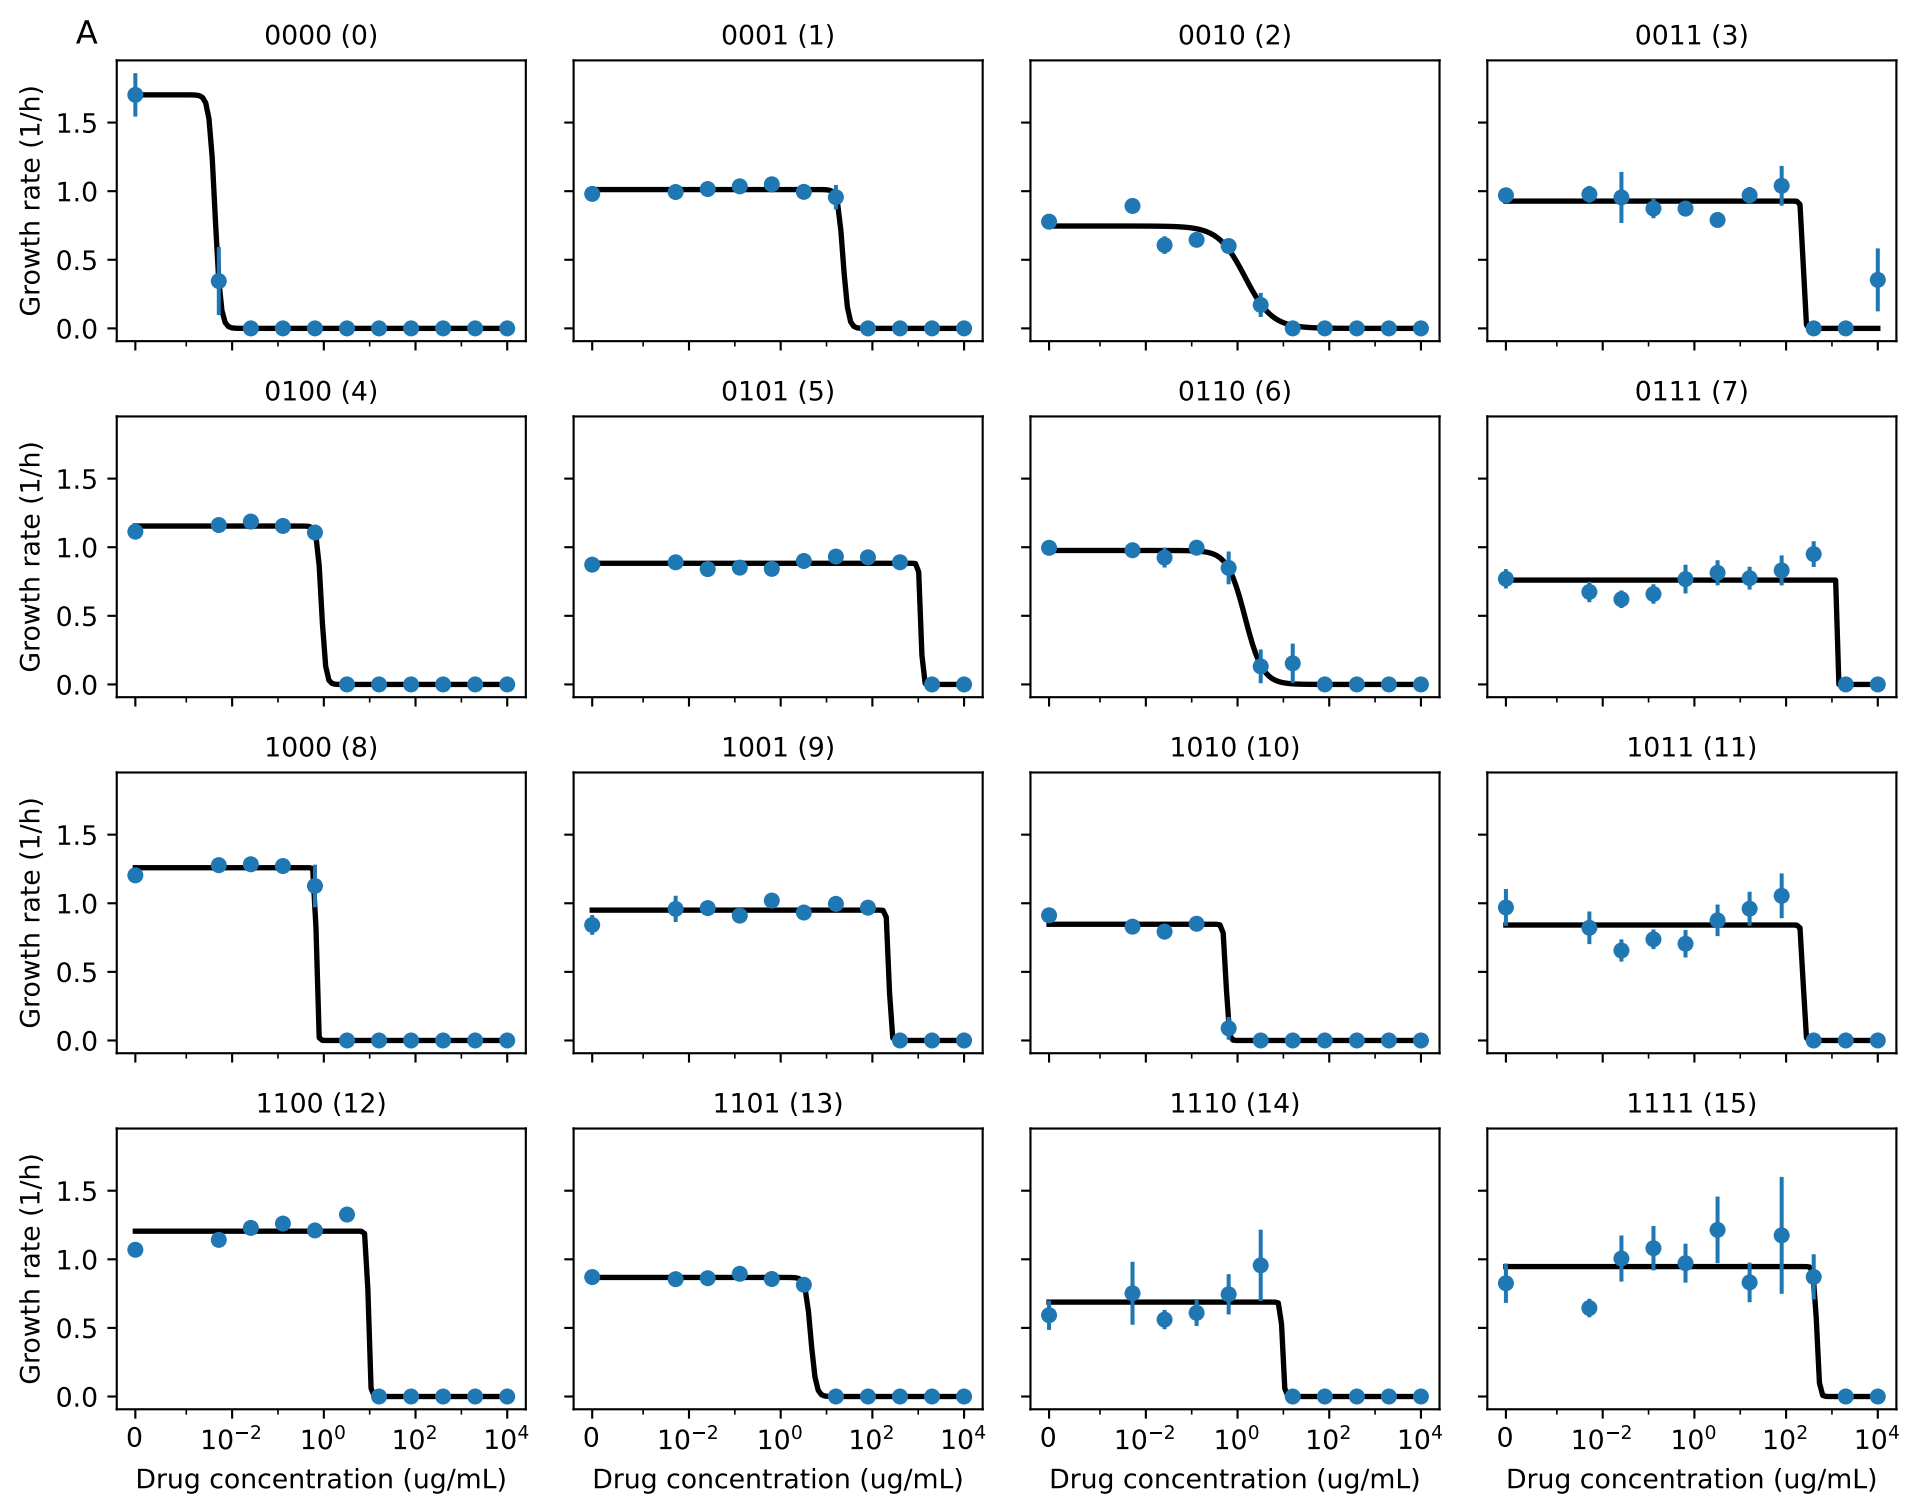 A
0000 (0) 0001 (1) 0010 (2) 0011 (3)
Growth rate (1/h)
1.5
1.0
0.5
0.0
0100 (4) 0101 (5) 0110 (6) 0111 (7)
Growth rate (1/h)
1.5
1.0
0.5
0.0
1000 (8) 1001 (9) 1010 (10) 1011 (11)
Growth rate (1/h)
1.5
1.0
0.5
0.0
1100 (12) 1101 (13) 1110 (14) 1111 (15)
Growth rate (1/h)
1.5
1.0
0.5
0.0
0 10⁻² 10⁰ 10² 10⁴ 0 10⁻² 10⁰ 10² 10⁴ 0 10⁻² 10⁰ 10² 10⁴ 0 10⁻² 10⁰ 10² 10⁴
Drug concentration (ug/mL) Drug concentration (ug/mL) Drug concentration (ug/mL) Drug concentration (ug/mL)